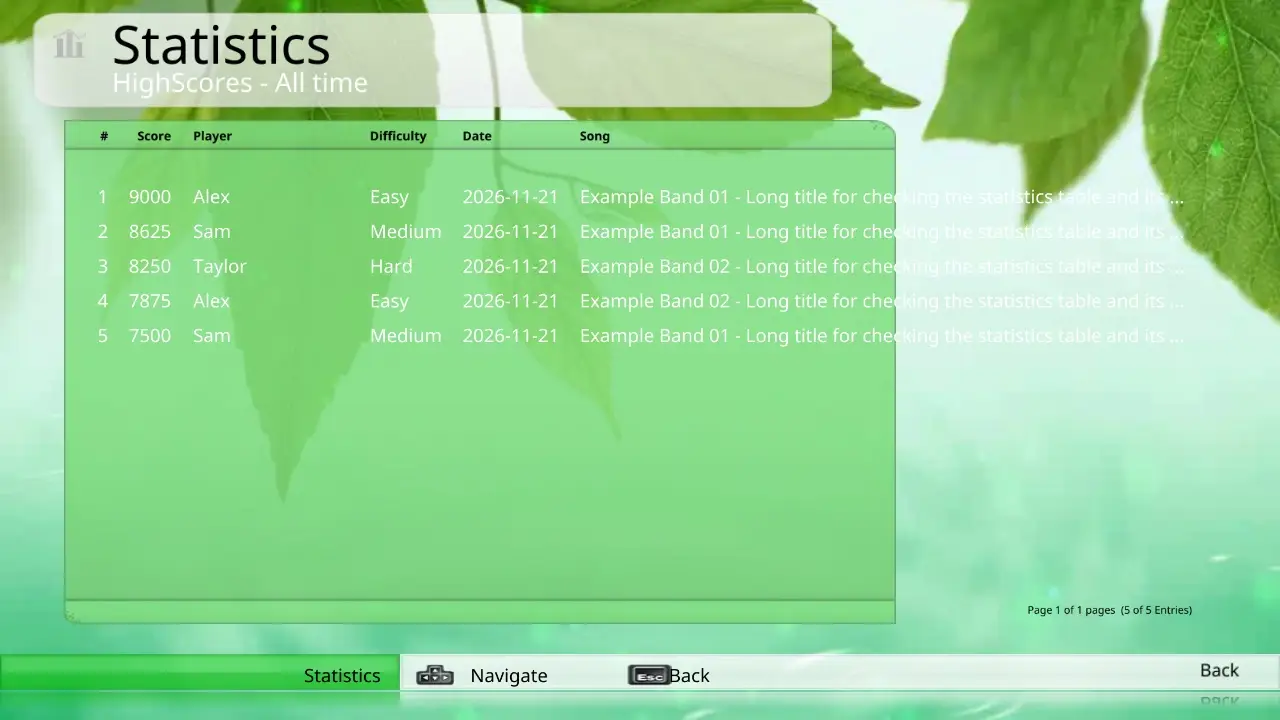 Statistics
HighScores - All time
# Score Player Difficulty Date Song
1 9000 Alex Easy 2026-11-21 Example Band 01 - Long title for checking the statistics table and its ...
2 8625 Sam Medium 2026-11-21 Example Band 01 - Long title for checking the statistics table and its ...
3 8250 Taylor Hard 2026-11-21 Example Band 02 - Long title for checking the statistics table and its ...
4 7875 Alex Easy 2026-11-21 Example Band 02 - Long title for checking the statistics table and its ...
5 7500 Sam Medium 2026-11-21 Example Band 01 - Long title for checking the statistics table and its ...
Page 1 of 1 pages (5 of 5 Entries)
Statistics Navigate Esc Back Back